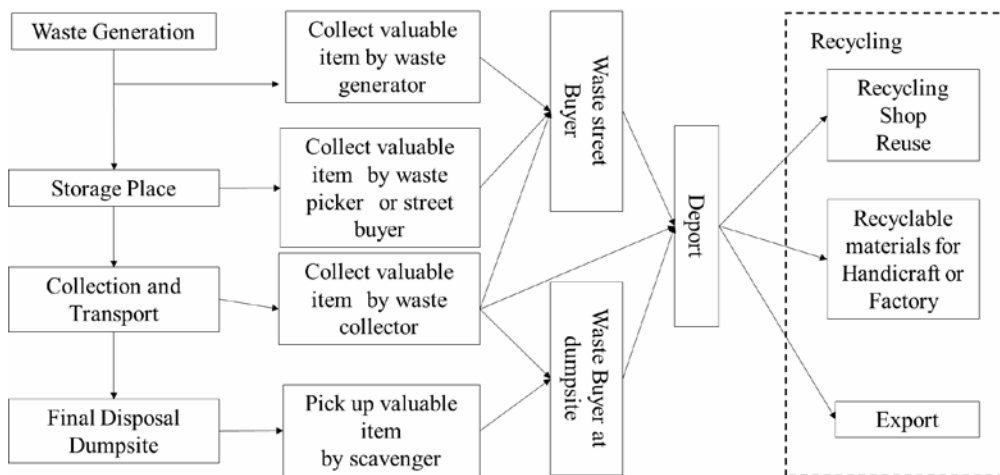 Waste Generation
Collect valuable
item by waste
generator
Storage Place
Collect valuable
item by waste
picker or street
buyer
Collection and
Transport
Collect valuable
item by waste
collector
Final Disposal
Dumpsite
Pick up valuable
item
by scavenger
Waste street
Buyer
Waste Buyer at
dumpsite
Deport
Recycling
Recycling
Shop
Reuse
Recyclable
materials for
Handicraft or
Factory
Export